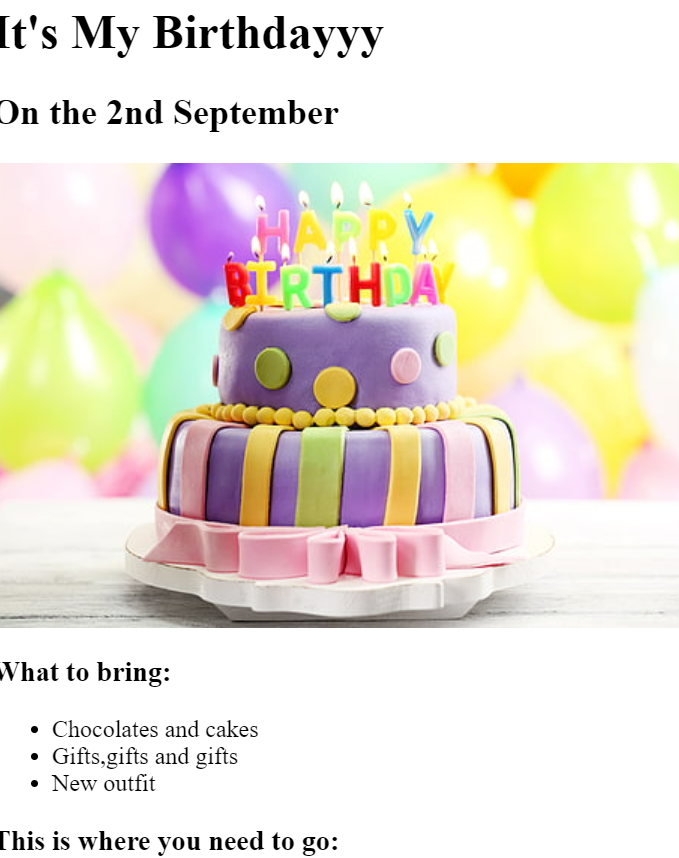 It's My Birthdayyy
On the 2nd September
HAPPY
BIRTHDAY
What to bring:
Chocolates and cakes
Gifts,gifts and gifts
New outfit
This is where you need to go: